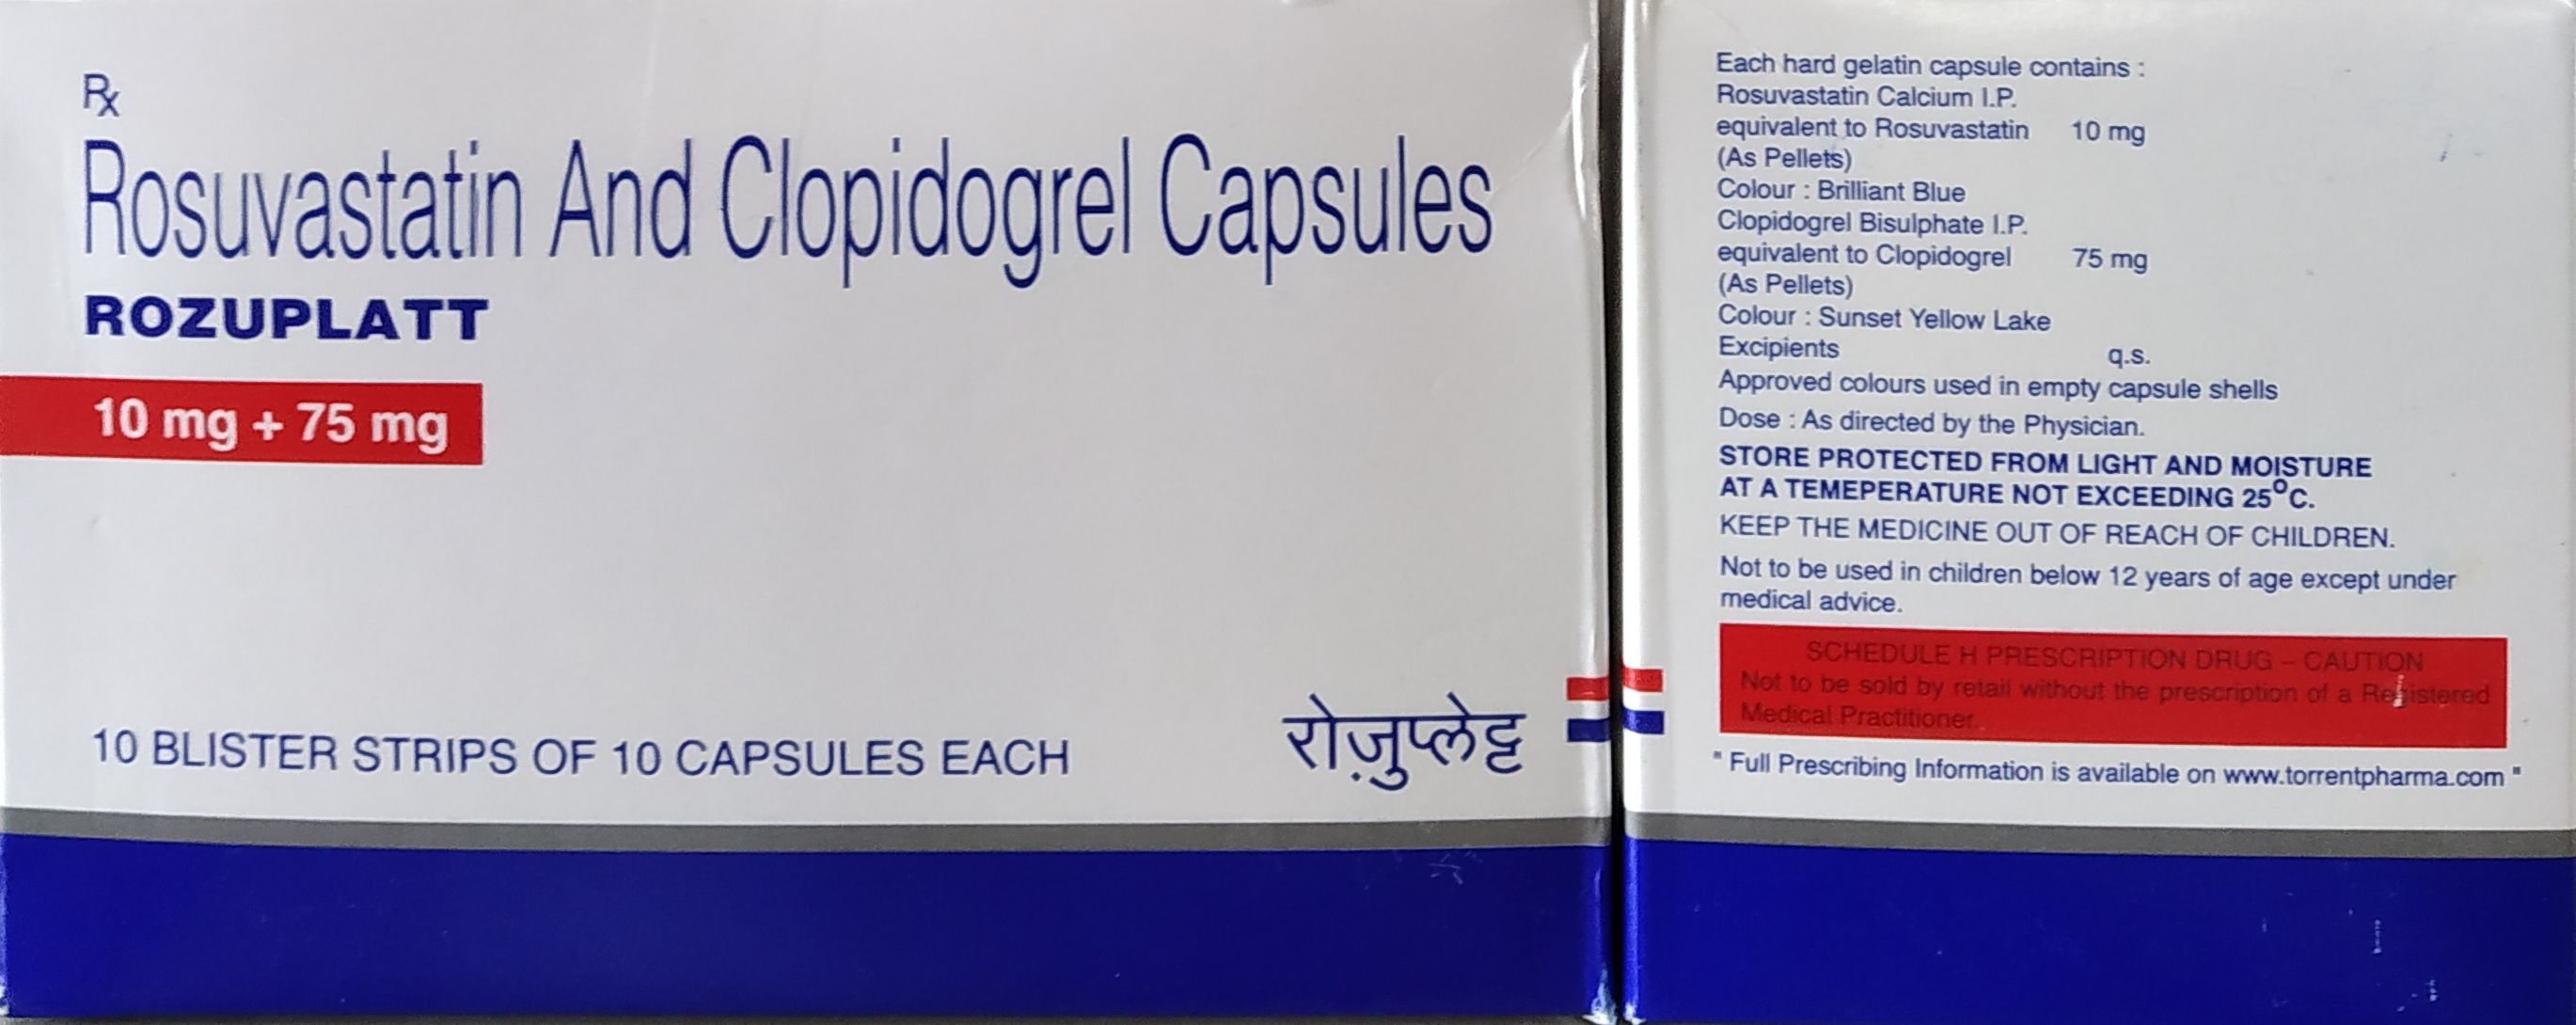 Rx
Rosuvastatin And Clopidogrel Capsules
ROZUPLATT
10 mg + 75 mg
10 BLISTER STRIPS OF 10 CAPSULES EACH
रोज़ुप्लेट्ट
Each hard gelatin capsule contains :
Rosuvastatin Calcium I.P.
equivalent to Rosuvastatin 10 mg
(As Pellets)
Colour : Brilliant Blue
Clopidogrel Bisulphate I.P.
equivalent to Clopidogrel 75 mg
(As Pellets)
Colour : Sunset Yellow Lake
Excipients q.s.
Approved colours used in empty capsule shells
Dose : As directed by the Physician.
STORE PROTECTED FROM LIGHT AND MOISTURE
AT A TEMEPERATURE NOT EXCEEDING 25°C.
KEEP THE MEDICINE OUT OF REACH OF CHILDREN.
Not to be used in children below 12 years of age except under
medical advice.
SCHEDULE H PRESCRIPTION DRUG – CAUTION
Not to be sold by retail without the prescription of a Registered
Medical Practitioner.
" Full Prescribing Information is available on www.torrentpharma.com "